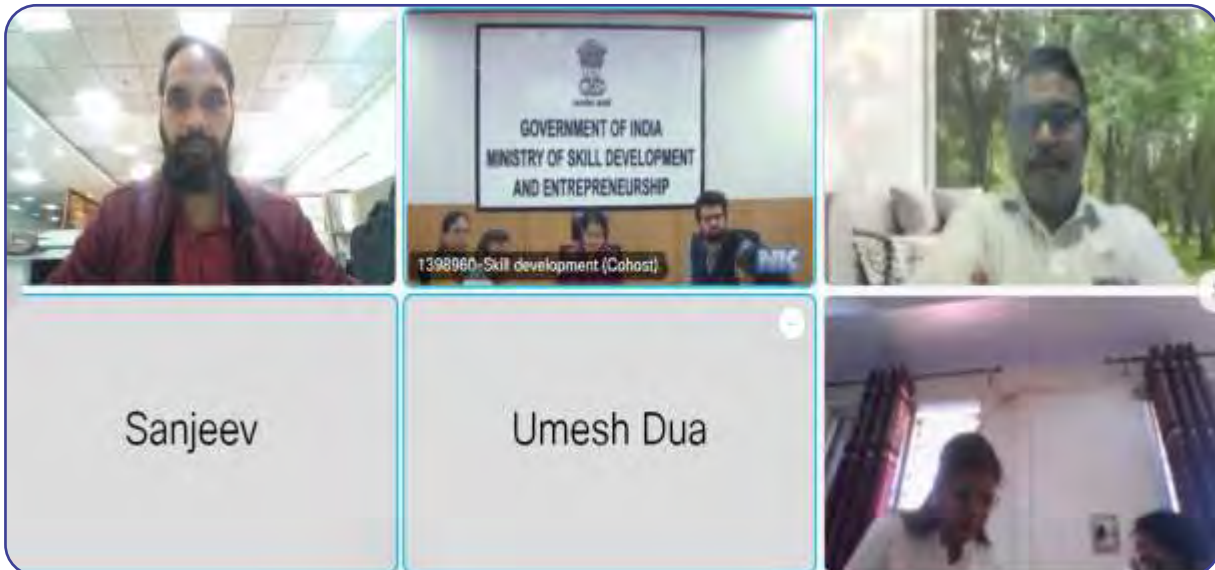 GOVERNMENT OF INDIA
MINISTRY OF SKILL DEVELOPMENT
AND ENTREPRENEURSHIP
1398960-Skill development (Cohost)
NIC
Sanjeev
Umesh Dua